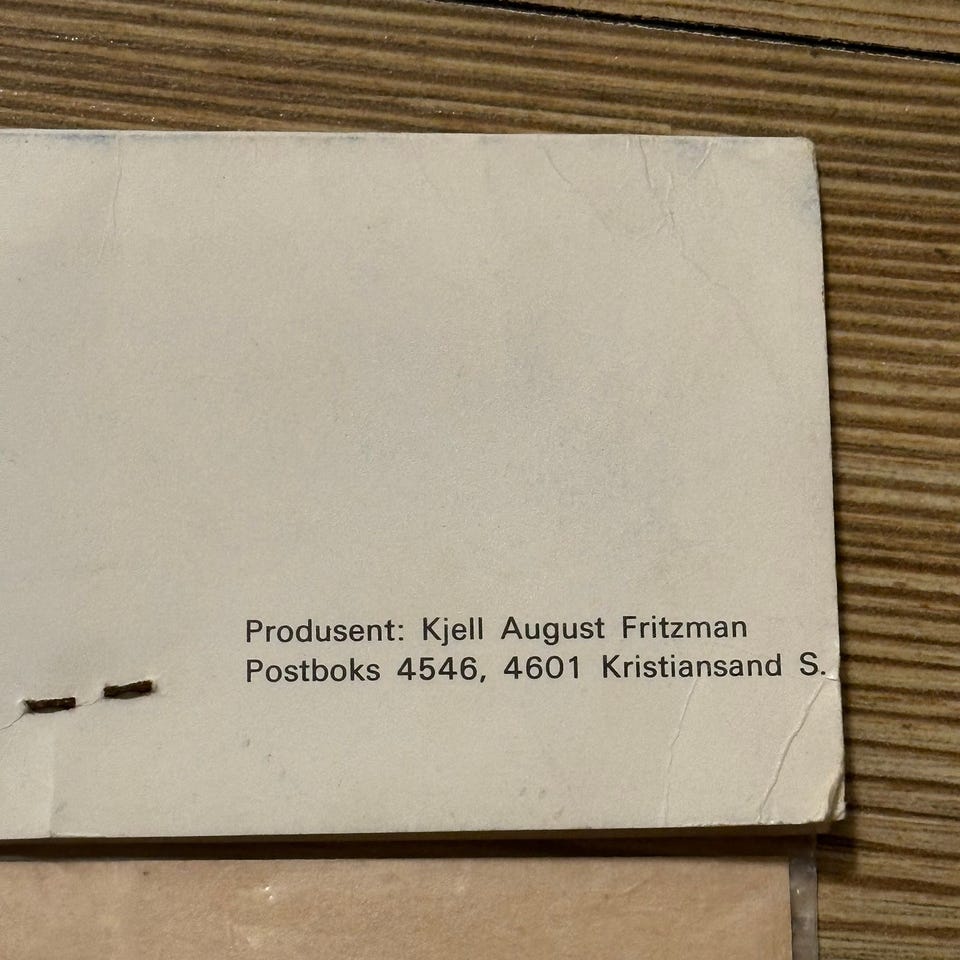 Produsent: Kjell August Fritzman
Postboks 4546, 4601 Kristiansand S.